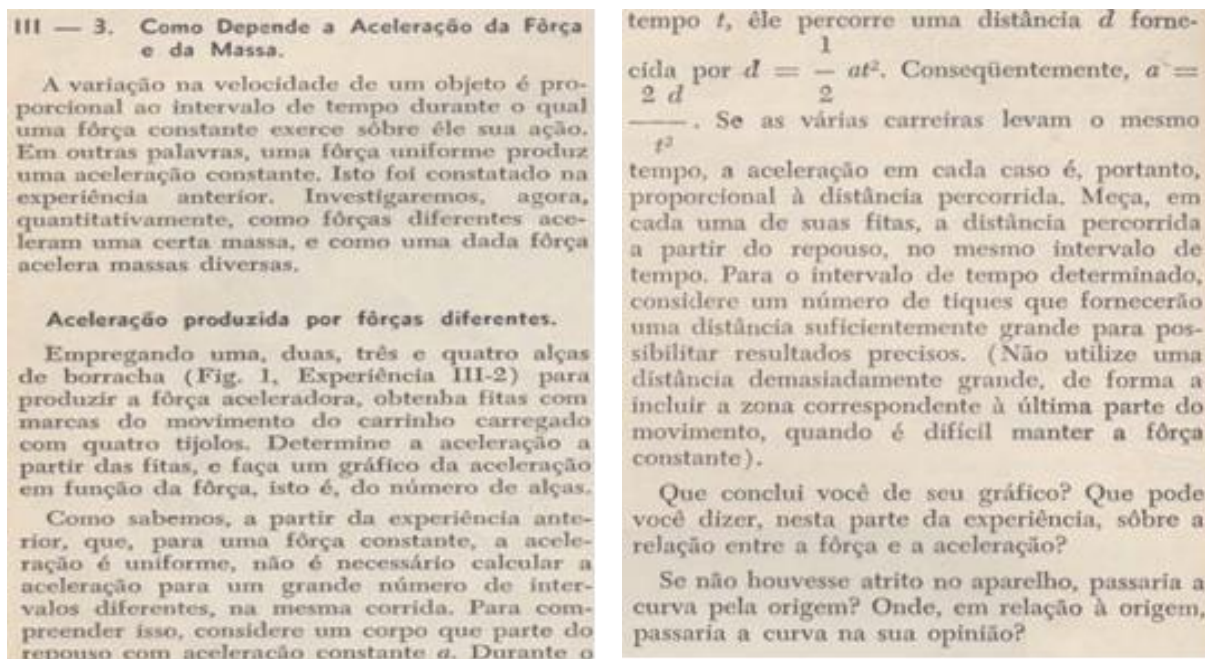 III — 3. Como Depende a Aceleração da Fôrça
e da Massa.
A variação na velocidade de um objeto é pro-
porcional ao intervalo de tempo durante o qual
uma fôrça constante exerce sôbre êle sua ação.
Em outras palavras, uma fôrça uniforme produz
uma aceleração constante. Isto foi constatado na
experiência anterior. Investigaremos, agora,
quantitativamente, como fôrças diferentes ace-
leram uma certa massa, e como uma dada fôrça
acelera massas diversas.
Aceleração produzida por fôrças diferentes.
Empregando uma, duas, três e quatro alças
de borracha (Fig. 1, Experiência III-2) para
produzir a fôrça aceleradora, obtenha fitas com
marcas do movimento do carrinho carregado
com quatro tijolos. Determine a aceleração a
partir das fitas, e faça um gráfico da aceleração
em função da fôrça, isto é, do número de alças.
Como sabemos, a partir da experiência ante-
rior, que, para uma fôrça constante, a acele-
ração é uniforme, não é necessário calcular a
aceleração para um grande número de inter-
valos diferentes, na mesma corrida. Para com-
preender isso, considere um corpo que parte do
repouso com aceleração constante a. Durante o
tempo t, êle percorre uma distância d forne-
cida por d = 1/2 at². Conseqüentemente, a =
2 d/t². Se as várias carreiras levam o mesmo
tempo, a aceleração em cada caso é, portanto,
proporcional à distância percorrida. Meça, em
cada uma de suas fitas, a distância percorrida
a partir do repouso, no mesmo intervalo de
tempo. Para o intervalo de tempo determinado,
considere um número de tiques que fornecerão
uma distância suficientemente grande para pos-
sibilitar resultados precisos. (Não utilize uma
distância demasiadamente grande, de forma a
incluir a zona correspondente à última parte do
movimento, quando é difícil manter a fôrça
constante).
Que conclui você de seu gráfico? Que pode
você dizer, nesta parte da experiência, sôbre a
relação entre a fôrça e a aceleração?
Se não houvesse atrito no aparelho, passaria a
curva pela origem? Onde, em relação à origem,
passaria a curva na sua opinião?